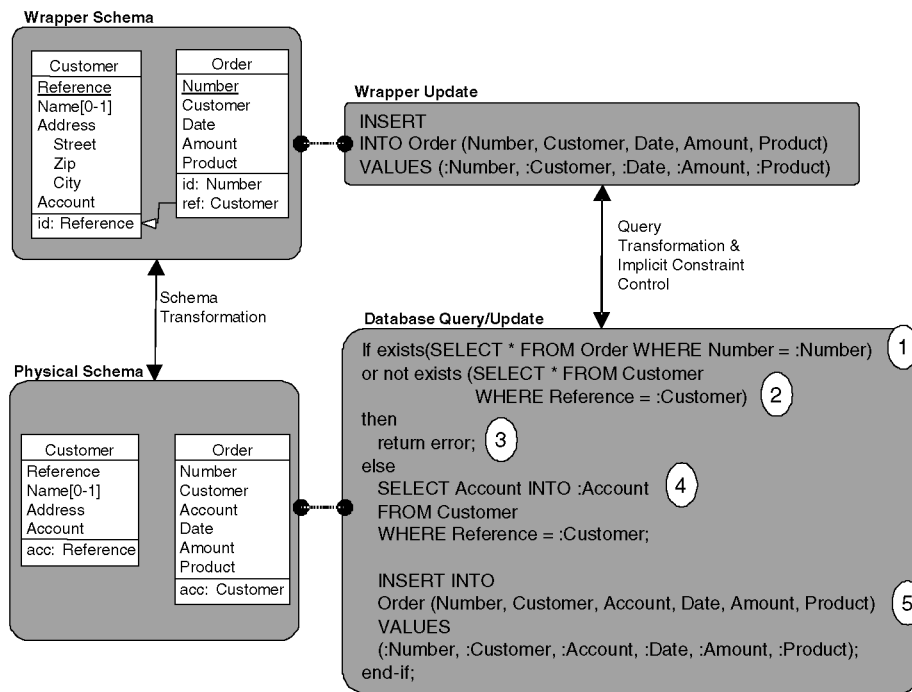 Wrapper Schema
Customer
Reference
Name[0-1]
Address
Street
Zip
City
Account
id: Reference
Order
Number
Customer
Date
Amount
Product
id: Number
ref: Customer
Wrapper Update
INSERT
INTO Order (Number, Customer, Date, Amount, Product)
VALUES (:Number, :Customer, :Date, :Amount, :Product)
Schema
Transformation
Query
Transformation &
Implicit Constraint
Control
Physical Schema
Customer
Reference
Name[0-1]
Address
Account
acc: Reference
Order
Number
Customer
Account
Date
Amount
Product
acc: Customer
Database Query/Update
If exists(SELECT * FROM Order WHERE Number = :Number) 1
or not exists (SELECT * FROM Customer
WHERE Reference = :Customer) 2
then
return error; 3
else
SELECT Account INTO :Account 4
FROM Customer
WHERE Reference = :Customer;
INSERT INTO
Order (Number, Customer, Account, Date, Amount, Product) 5
VALUES
(:Number, :Customer, :Account, :Date, :Amount, :Product);
end-if;